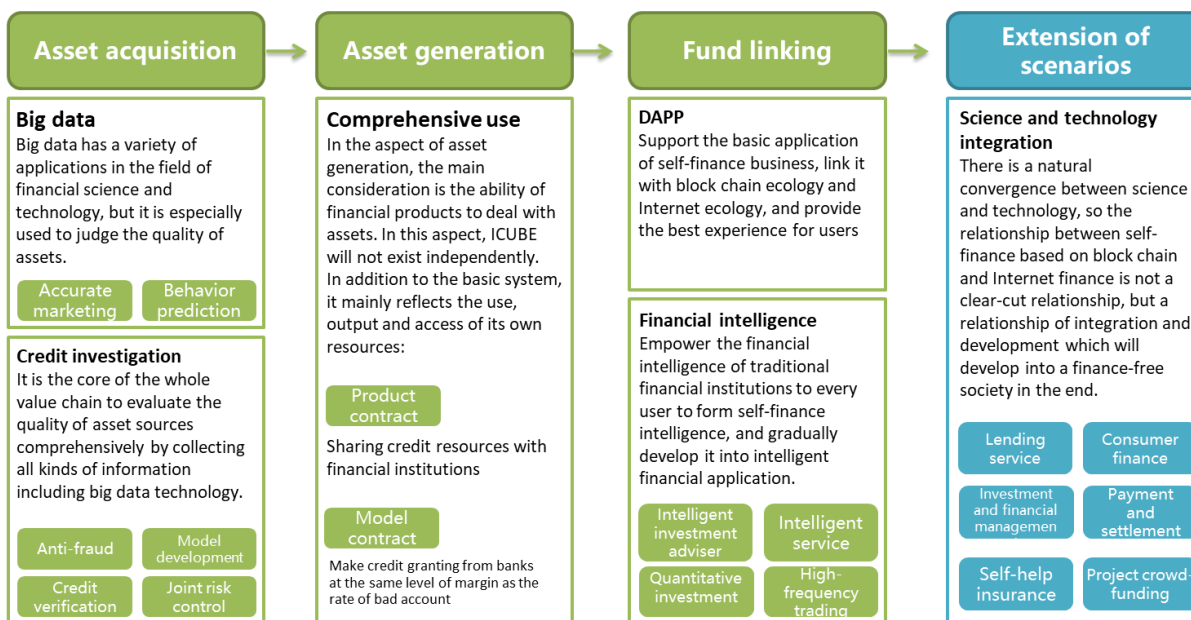 Asset acquisition
Asset generation
Fund linking
Extension of
scenarios
Big data
Big data has a variety of
applications in the field of
financial science and
technology, but it is especially
used to judge the quality of
assets.
Accurate
marketing
Behavior
prediction
Credit investigation
It is the core of the whole
value chain to evaluate the
quality of asset sources
comprehensively by collecting
all kinds of information
including big data technology.
Anti-fraud
Model
development
Credit
verification
Joint risk
control
Comprehensive use
In the aspect of asset
generation, the main
consideration is the ability of
financial products to deal with
assets. In this aspect, ICUBE
will not exist independently.
In addition to the basic system,
it mainly reflects the use,
output and access of its own
resources:
Product
contract
Sharing credit resources with
financial institutions
Model
contract
Make credit granting from banks
at the same level of margin as the
rate of bad account
DAPP
Support the basic application
of self-finance business, link it
with block chain ecology and
Internet ecology, and provide
the best experience for users
Financial intelligence
Empower the financial
intelligence of traditional
financial institutions to every
user to form self-finance
intelligence, and gradually
develop it into intelligent
financial application.
Intelligent
investment
adviser
Intelligent
service
Quantitative
investment
High-
frequency
trading
Science and technology
integration
There is a natural
convergence between science
and technology, so the
relationship between self-
finance based on block chain
and Internet finance is not a
clear-cut relationship, but a
relationship of integration and
development which will
develop into a finance-free
society in the end.
Lending
service
Consumer
finance
Investment
and financial
managemen
Payment
and
settlement
Self-help
insurance
Project crowd-
funding